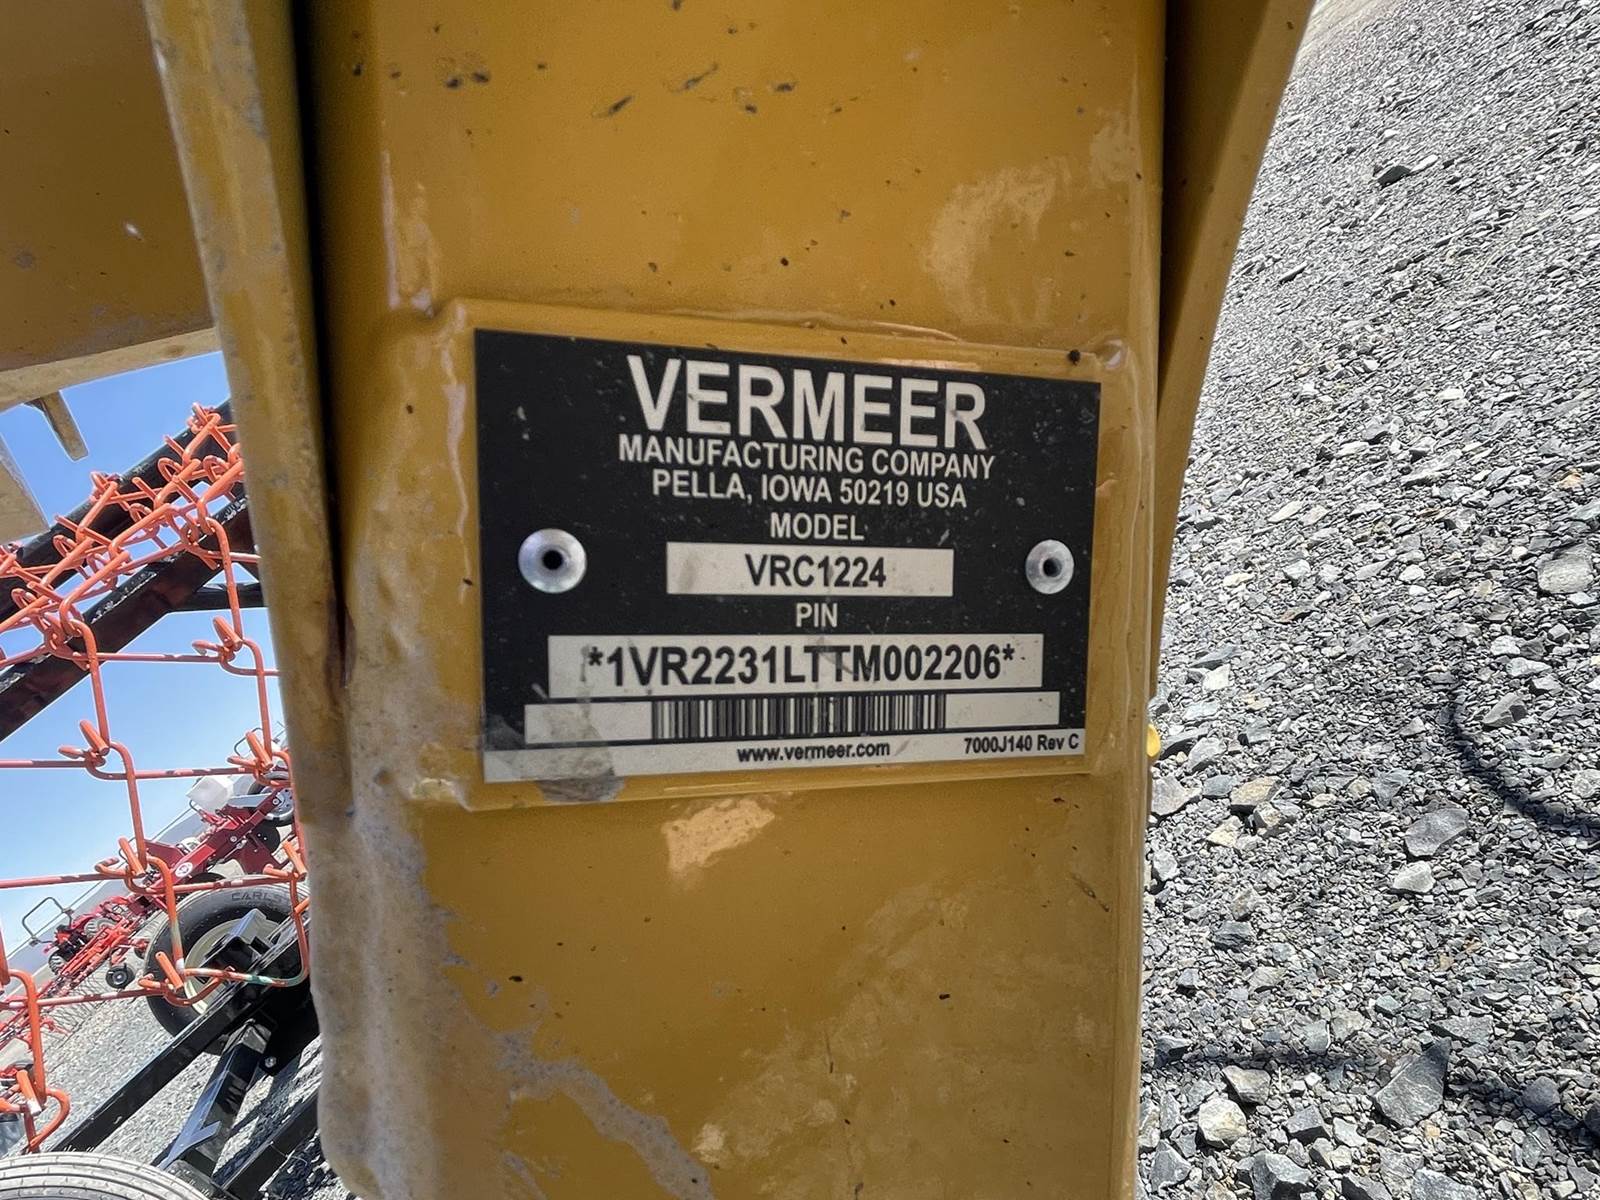 VERMEER
MANUFACTURING COMPANY
PELLA, IOWA 50219 USA
MODEL
VRC1224
PIN
*1VR2231LTTM002206*
www.vermeer.com
7000J140 Rev C